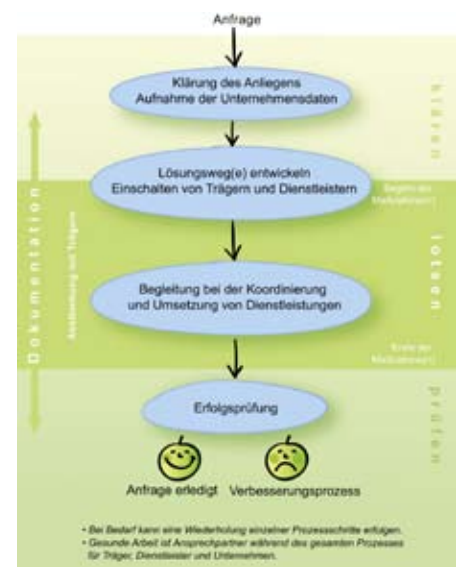 Anfrage
Klärung des Anliegens
Aufnahme der Unternehmensdaten
klären
Lösungsweg(e) entwickeln
Einschalten von Trägern und Dienstleistern
Beginn der
Maßnahme(n)
Dokumentation
Abstimmung mit Trägern
lotsen
Begleitung bei der Koordinierung
und Umsetzung von Dienstleistungen
Ende der
Maßnahme(n)
Erfolgsprüfung
prüfen
Anfrage erledigt
Verbesserungsprozess
• Bei Bedarf kann eine Wiederholung einzelner Prozessschritte erfolgen.
• Gesunde Arbeit ist Ansprechpartner während des gesamten Prozesses
für Träger, Dienstleister und Unternehmen.